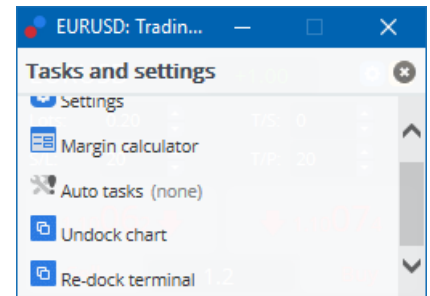 EURUSD: Tradin...
Tasks and settings
Settings
Margin calculator
Auto tasks (none)
Undock chart
Re-dock terminal